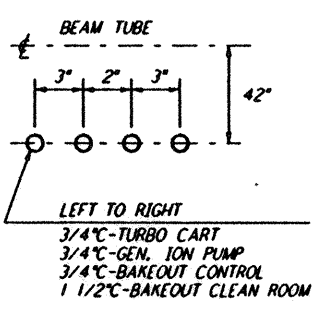 BEAM TUBE
℄
3" 2" 3"
42"
LEFT TO RIGHT
3/4"C-TURBO CART
3/4"C-GEN. ION PUMP
3/4"C-BAKEOUT CONTROL
1 1/2"C-BAKEOUT CLEAN ROOM